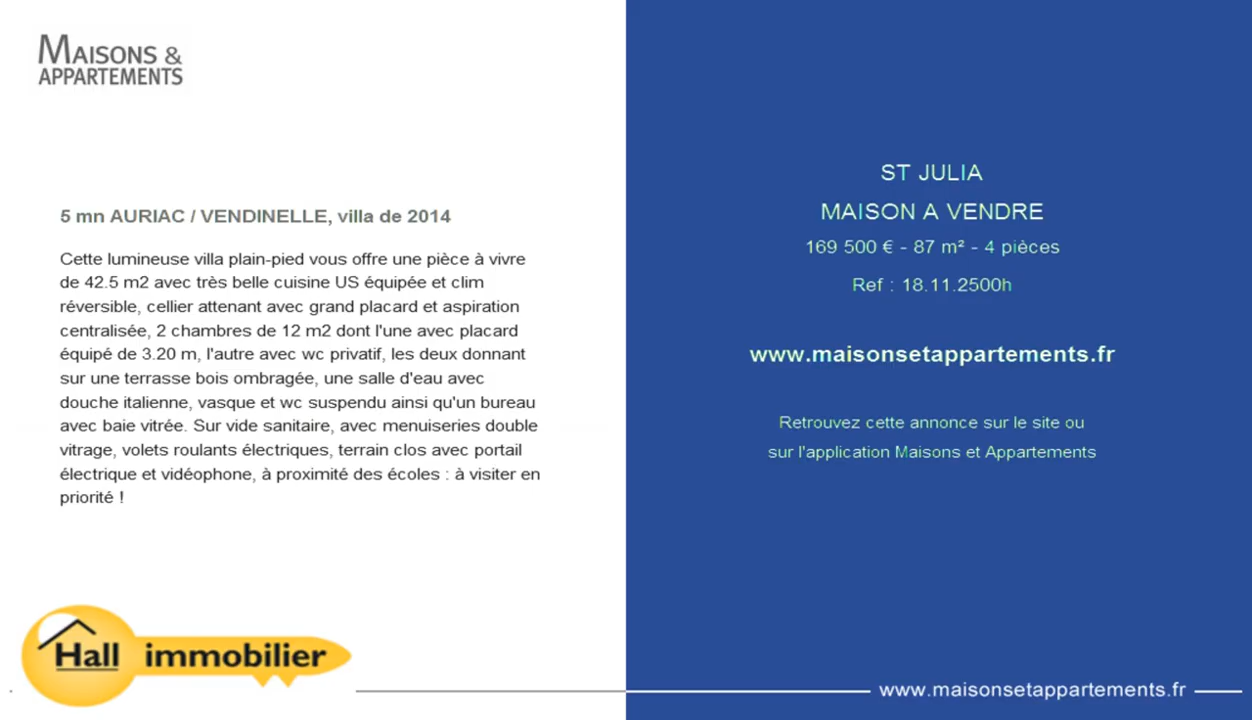 MAISONS &
APPARTEMENTS
5 mn AURIAC / VENDINELLE, villa de 2014
Cette lumineuse villa plain-pied vous offre une pièce à vivre
de 42.5 m2 avec très belle cuisine US équipée et clim
réversible, cellier attenant avec grand placard et aspiration
centralisée, 2 chambres de 12 m2 dont l'une avec placard
équipé de 3.20 m, l'autre avec wc privatif, les deux donnant
sur une terrasse bois ombragée, une salle d'eau avec
douche italienne, vasque et wc suspendu ainsi qu'un bureau
avec baie vitrée. Sur vide sanitaire, avec menuiseries double
vitrage, volets roulants électriques, terrain clos avec portail
électrique et vidéophone, à proximité des écoles : à visiter en
priorité !
Hall immobilier
ST JULIA
MAISON A VENDRE
169 500 € - 87 m² - 4 pièces
Ref : 18.11.2500h
www.maisonsetappartements.fr
Retrouvez cette annonce sur le site ou
sur l'application Maisons et Appartements
www.maisonsetappartements.fr